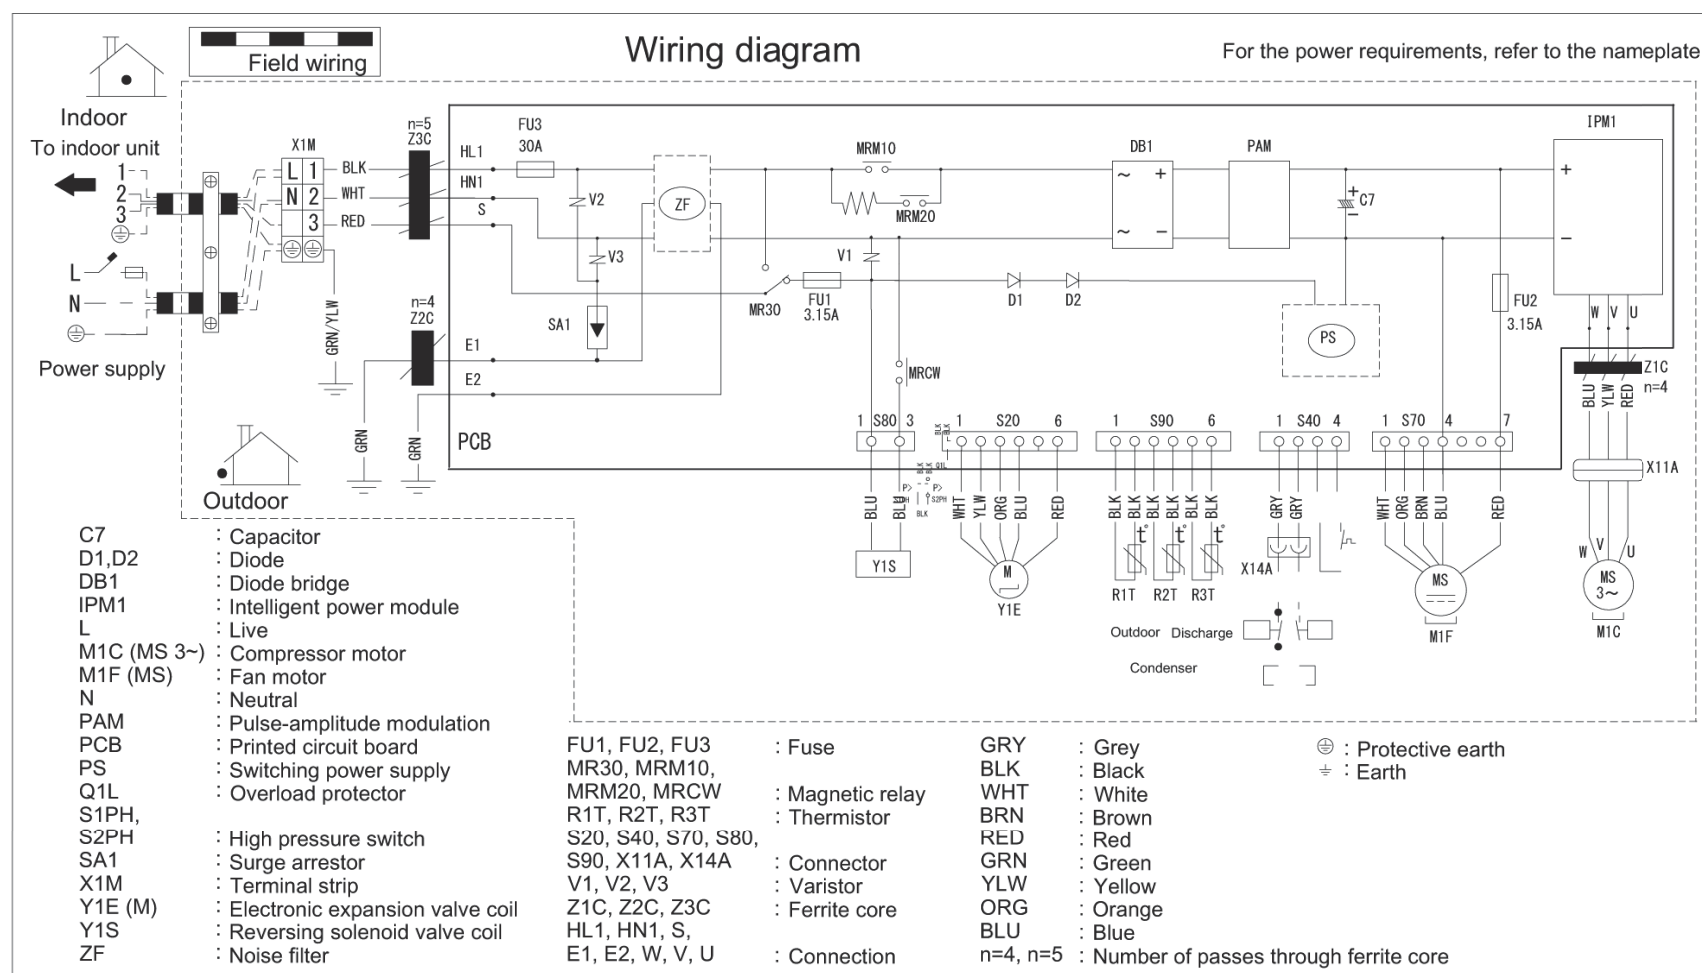 Field wiring
Wiring diagram
For the power requirements, refer to the nameplate
Indoor
To indoor unit
1
2
3
L
N
Power supply
Outdoor
X1M
L 1
N 2
3
BLK
WHT
RED
GRN/YLW
n=5
Z3C
HL1
HN1
S
FU3
30A
V2
V3
ZF
SA1
n=4
Z2C
E1
E2
GRN
GRN
PCB
MRM10
MRM20
V1
MR30
FU1
3.15A
D1
D2
MRCW
DB1
~ +
~ −
PAM
+
−
C7
PS
FU2
3.15A
IPM1
+
−
W V U
Z1C
n=4
BLU
YLW
RED
X11A
W V U
MS
3~
M1C
1 S80 3
BLU
BLU
Y1S
BLK
BLK
BLK
BLK
Q1L
P>
P>
S2PH
BLK
1 S20 6
WHT
YLW
ORG
BLU
RED
M
Y1E
1 S90 6
BLK
BLK
BLK
BLK
BLK
BLK
t°
t°
t°
R1T R2T R3T
Outdoor Discharge
Condenser
1 S40 4
GRY
GRY
X14A
1 S70 4 7
WHT
ORG
BRN
BLU
RED
MS
M1F
C7 : Capacitor
D1,D2 : Diode
DB1 : Diode bridge
IPM1 : Intelligent power module
L : Live
M1C (MS 3~) : Compressor motor
M1F (MS) : Fan motor
N : Neutral
PAM : Pulse-amplitude modulation
PCB : Printed circuit board
PS : Switching power supply
Q1L : Overload protector
S1PH,
S2PH : High pressure switch
SA1 : Surge arrestor
X1M : Terminal strip
Y1E (M) : Electronic expansion valve coil
Y1S : Reversing solenoid valve coil
ZF : Noise filter
FU1, FU2, FU3 : Fuse
MR30, MRM10,
MRM20, MRCW : Magnetic relay
R1T, R2T, R3T : Thermistor
S20, S40, S70, S80,
S90, X11A, X14A : Connector
V1, V2, V3 : Varistor
Z1C, Z2C, Z3C : Ferrite core
HL1, HN1, S,
E1, E2, W, V, U : Connection
GRY : Grey
BLK : Black
WHT : White
BRN : Brown
RED : Red
GRN : Green
YLW : Yellow
ORG : Orange
BLU : Blue
n=4, n=5 : Number of passes through ferrite core
: Protective earth
: Earth